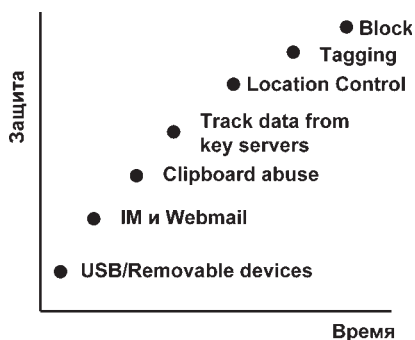 Block
Tagging
Location Control
Track data from
key servers
Clipboard abuse
IM и Webmail
USB/Removable devices
Защита
Время